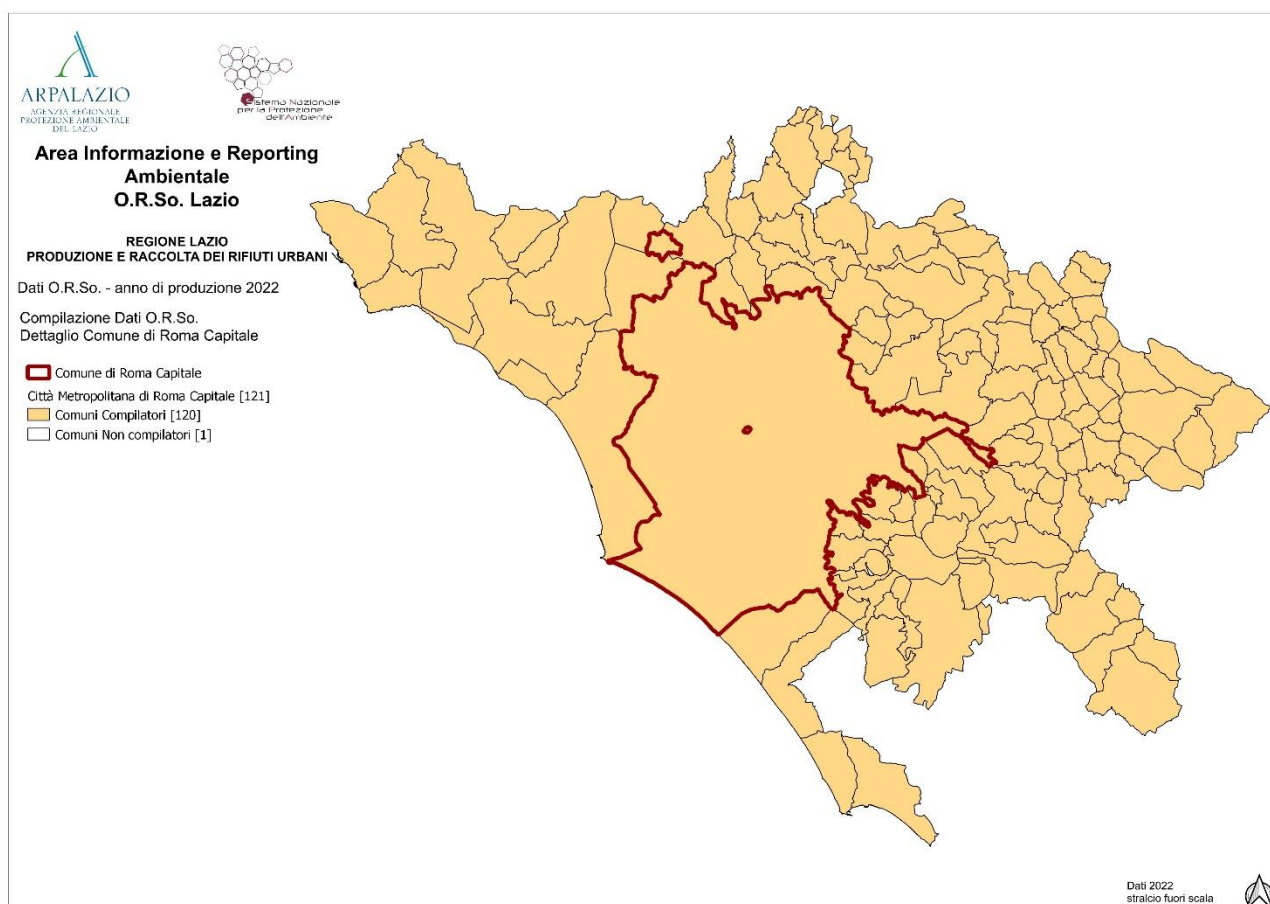 ARPALAZIO
AGENZIA REGIONALE
PROTEZIONE AMBIENTALE
DEL LAZIO
Sistema Nazionale
per la Protezione
dell'Ambiente
Area Informazione e Reporting
Ambientale
O.R.So. Lazio
REGIONE LAZIO
PRODUZIONE E RACCOLTA DEI RIFIUTI URBANI
Dati O.R.So. - anno di produzione 2022
Compilazione Dati O.R.So.
Dettaglio Comune di Roma Capitale
Comune di Roma Capitale
Città Metropolitana di Roma Capitale [121]
Comuni Compilatori [120]
Comuni Non compilatori [1]
Dati 2022
stralcio fuori scala